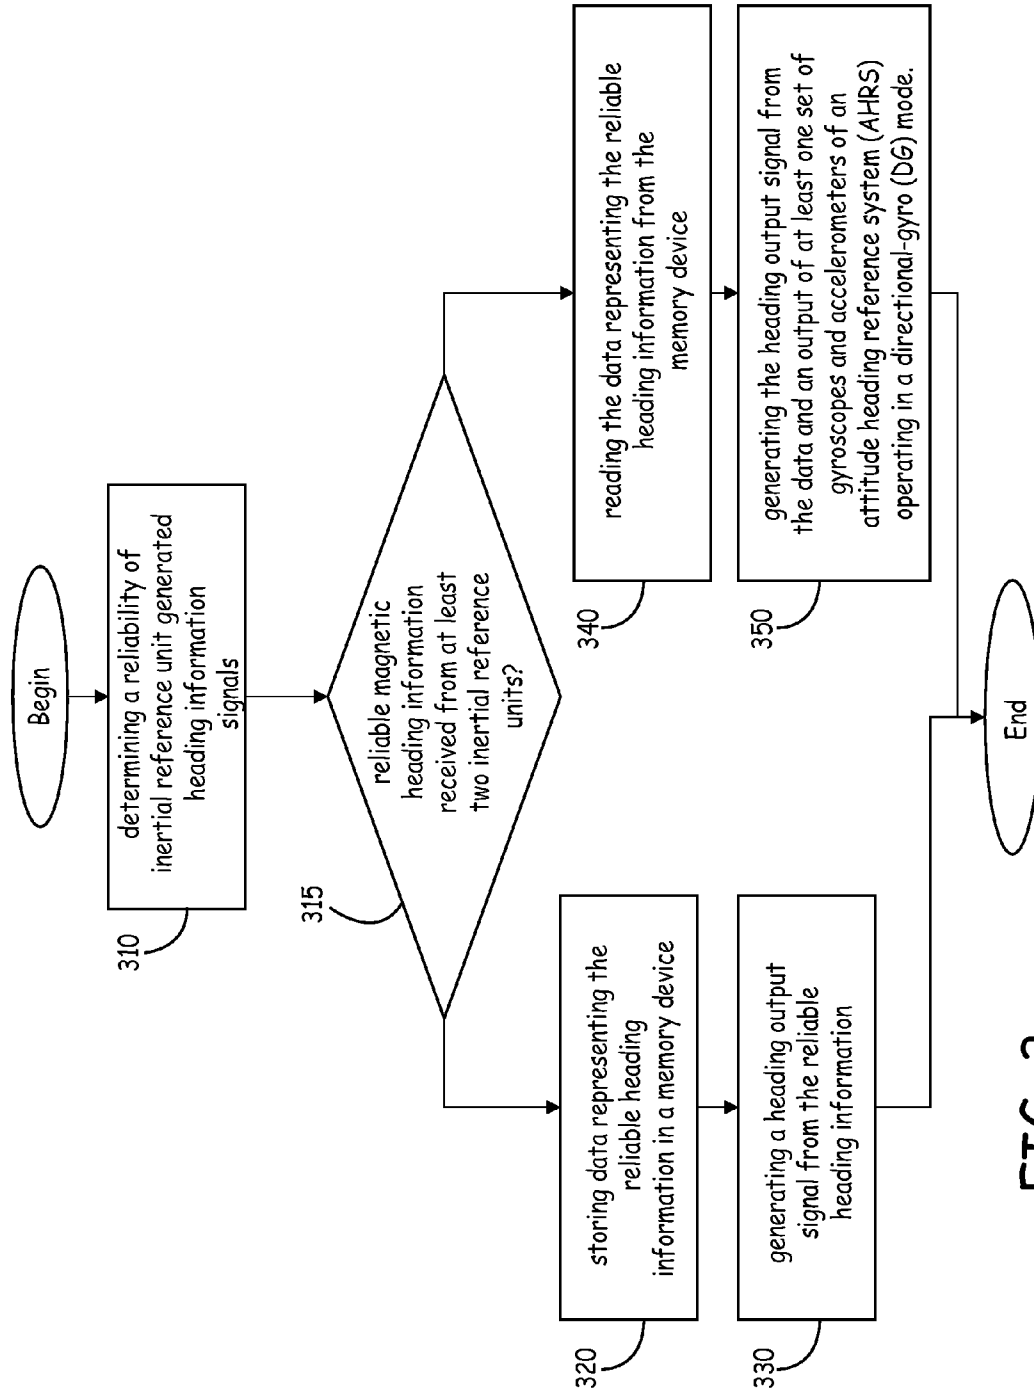 Begin
determining a reliability of
inertial reference unit generated
heading information
signals
310
reliable magnetic
heading information
received from at least
two inertial reference
units?
315
storing data representing the
reliable heading
information in a memory device
320
generating a heading output
signal from the reliable
heading information
330
reading the data representing the reliable
heading information from the
memory device
340
generating the heading output signal from
the data and an output of at least one set of
gyroscopes and accelerometers of an
attitude heading reference system (AHRS)
operating in a directional-gyro (DG) mode.
350
End